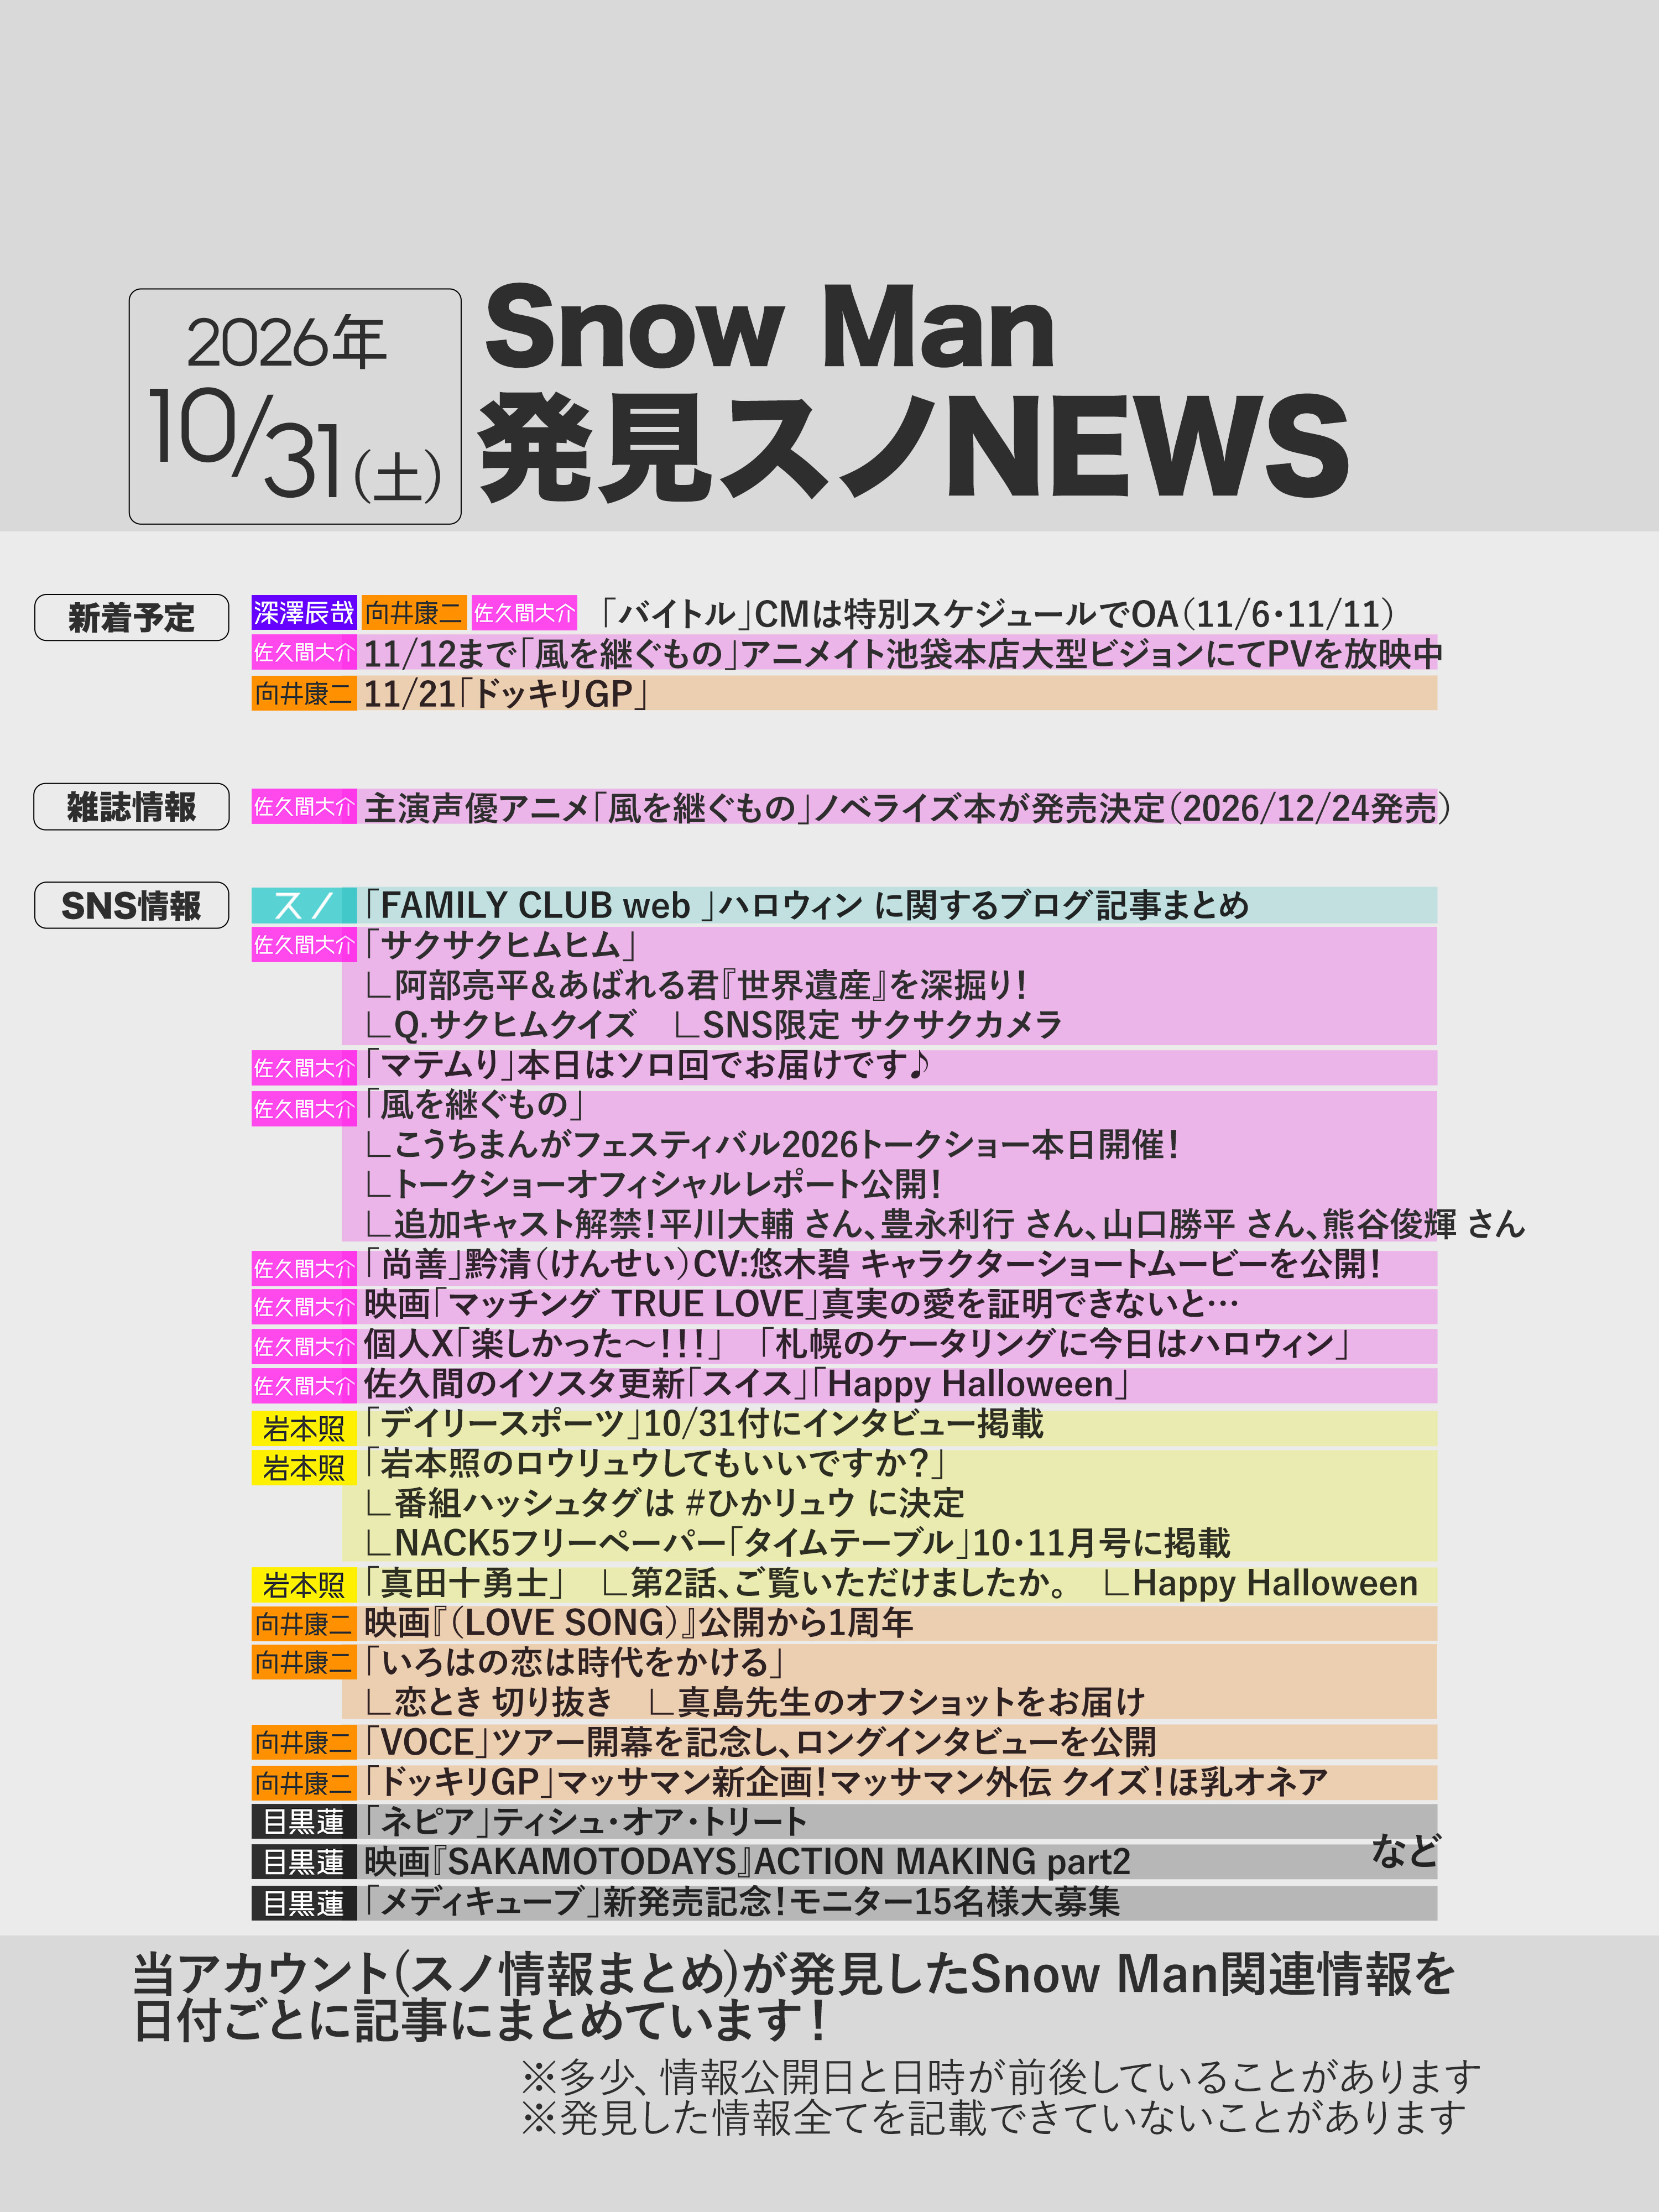 2026年
10/31(土)
Snow Man
発見スノNEWS
新着予定
深澤辰哉 向井康二 佐久間大介 「バイトル」CMは特別スケジュールでOA(11/6・11/11)
佐久間大介 11/12まで「風を継ぐもの」アニメイト池袋本店大型ビジョンにてPVを放映中
向井康二 11/21「ドッキリGP」
雑誌情報
佐久間大介 主演声優アニメ「風を継ぐもの」ノベライズ本が発売決定(2026/12/24発売)
SNS情報
スノ 「FAMILY CLUB web 」ハロウィン に関するブログ記事まとめ
佐久間大介 「サクサクヒムヒム」
∟阿部亮平&あばれる君『世界遺産』を深掘り!
∟Q.サクヒムクイズ ∟SNS限定 サクサクカメラ
佐久間大介 「マテムり」本日はソロ回でお届けです♪
佐久間大介 「風を継ぐもの」
∟こうちまんがフェスティバル2026トークショー本日開催!
∟トークショーオフィシャルレポート公開!
∟追加キャスト解禁!平川大輔 さん、豊永利行 さん、山口勝平 さん、熊谷俊輝 さん
佐久間大介 「尚善」黔清(けんせい)CV:悠木碧 キャラクターショートムービーを公開!
佐久間大介 映画「マッチング TRUE LOVE」真実の愛を証明できないと…
佐久間大介 個人X「楽しかった〜!!!」 「札幌のケータリングに今日はハロウィン」
佐久間大介 佐久間のイソスタ更新「スイス」「Happy Halloween」
岩本照 「デイリースポーツ」10/31付にインタビュー掲載
岩本照 「岩本照のロウリュウしてもいいですか?」
∟番組ハッシュタグは #ひかリュウ に決定
∟NACK5フリーペーパー「タイムテーブル」10・11月号に掲載
岩本照 「真田十勇士」 ∟第2話、ご覧いただけましたか。 ∟Happy Halloween
向井康二 映画『(LOVE SONG)』公開から1周年
向井康二 「いろはの恋は時代をかける」
∟恋とき 切り抜き ∟真島先生のオフショットをお届け
向井康二 「VOCE」ツアー開幕を記念し、ロングインタビューを公開
向井康二 「ドッキリGP」マッサマン新企画!マッサマン外伝 クイズ!ほ乳オネア
目黒蓮 「ネピア」ティシュ・オア・トリート
目黒蓮 映画『SAKAMOTODAYS』ACTION MAKING part2
など
目黒蓮 「メディキューブ」新発売記念!モニター15名様大募集
当アカウント(スノ情報まとめ)が発見したSnow Man関連情報を
日付ごとに記事にまとめています!
※多少、情報公開日と日時が前後していることがあります
※発見した情報全てを記載できていないことがあります